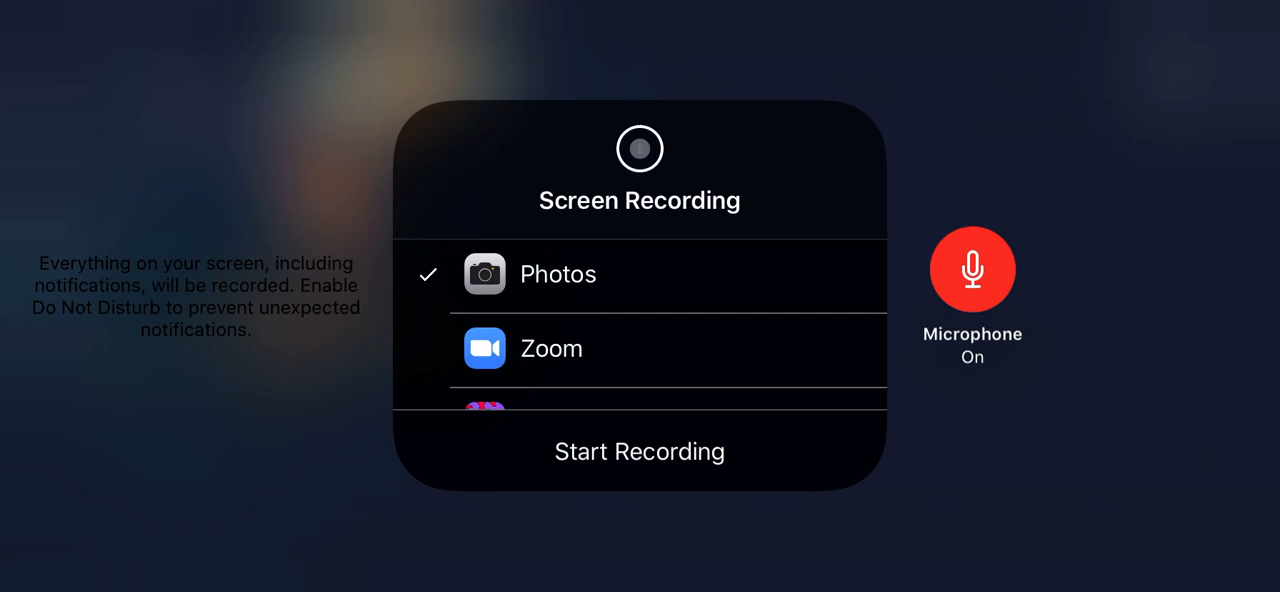 Screen Recording
Everything on your screen, including
notifications, will be recorded. Enable
Do Not Disturb to prevent unexpected
notifications.
Photos
Zoom
Start Recording
Microphone
On